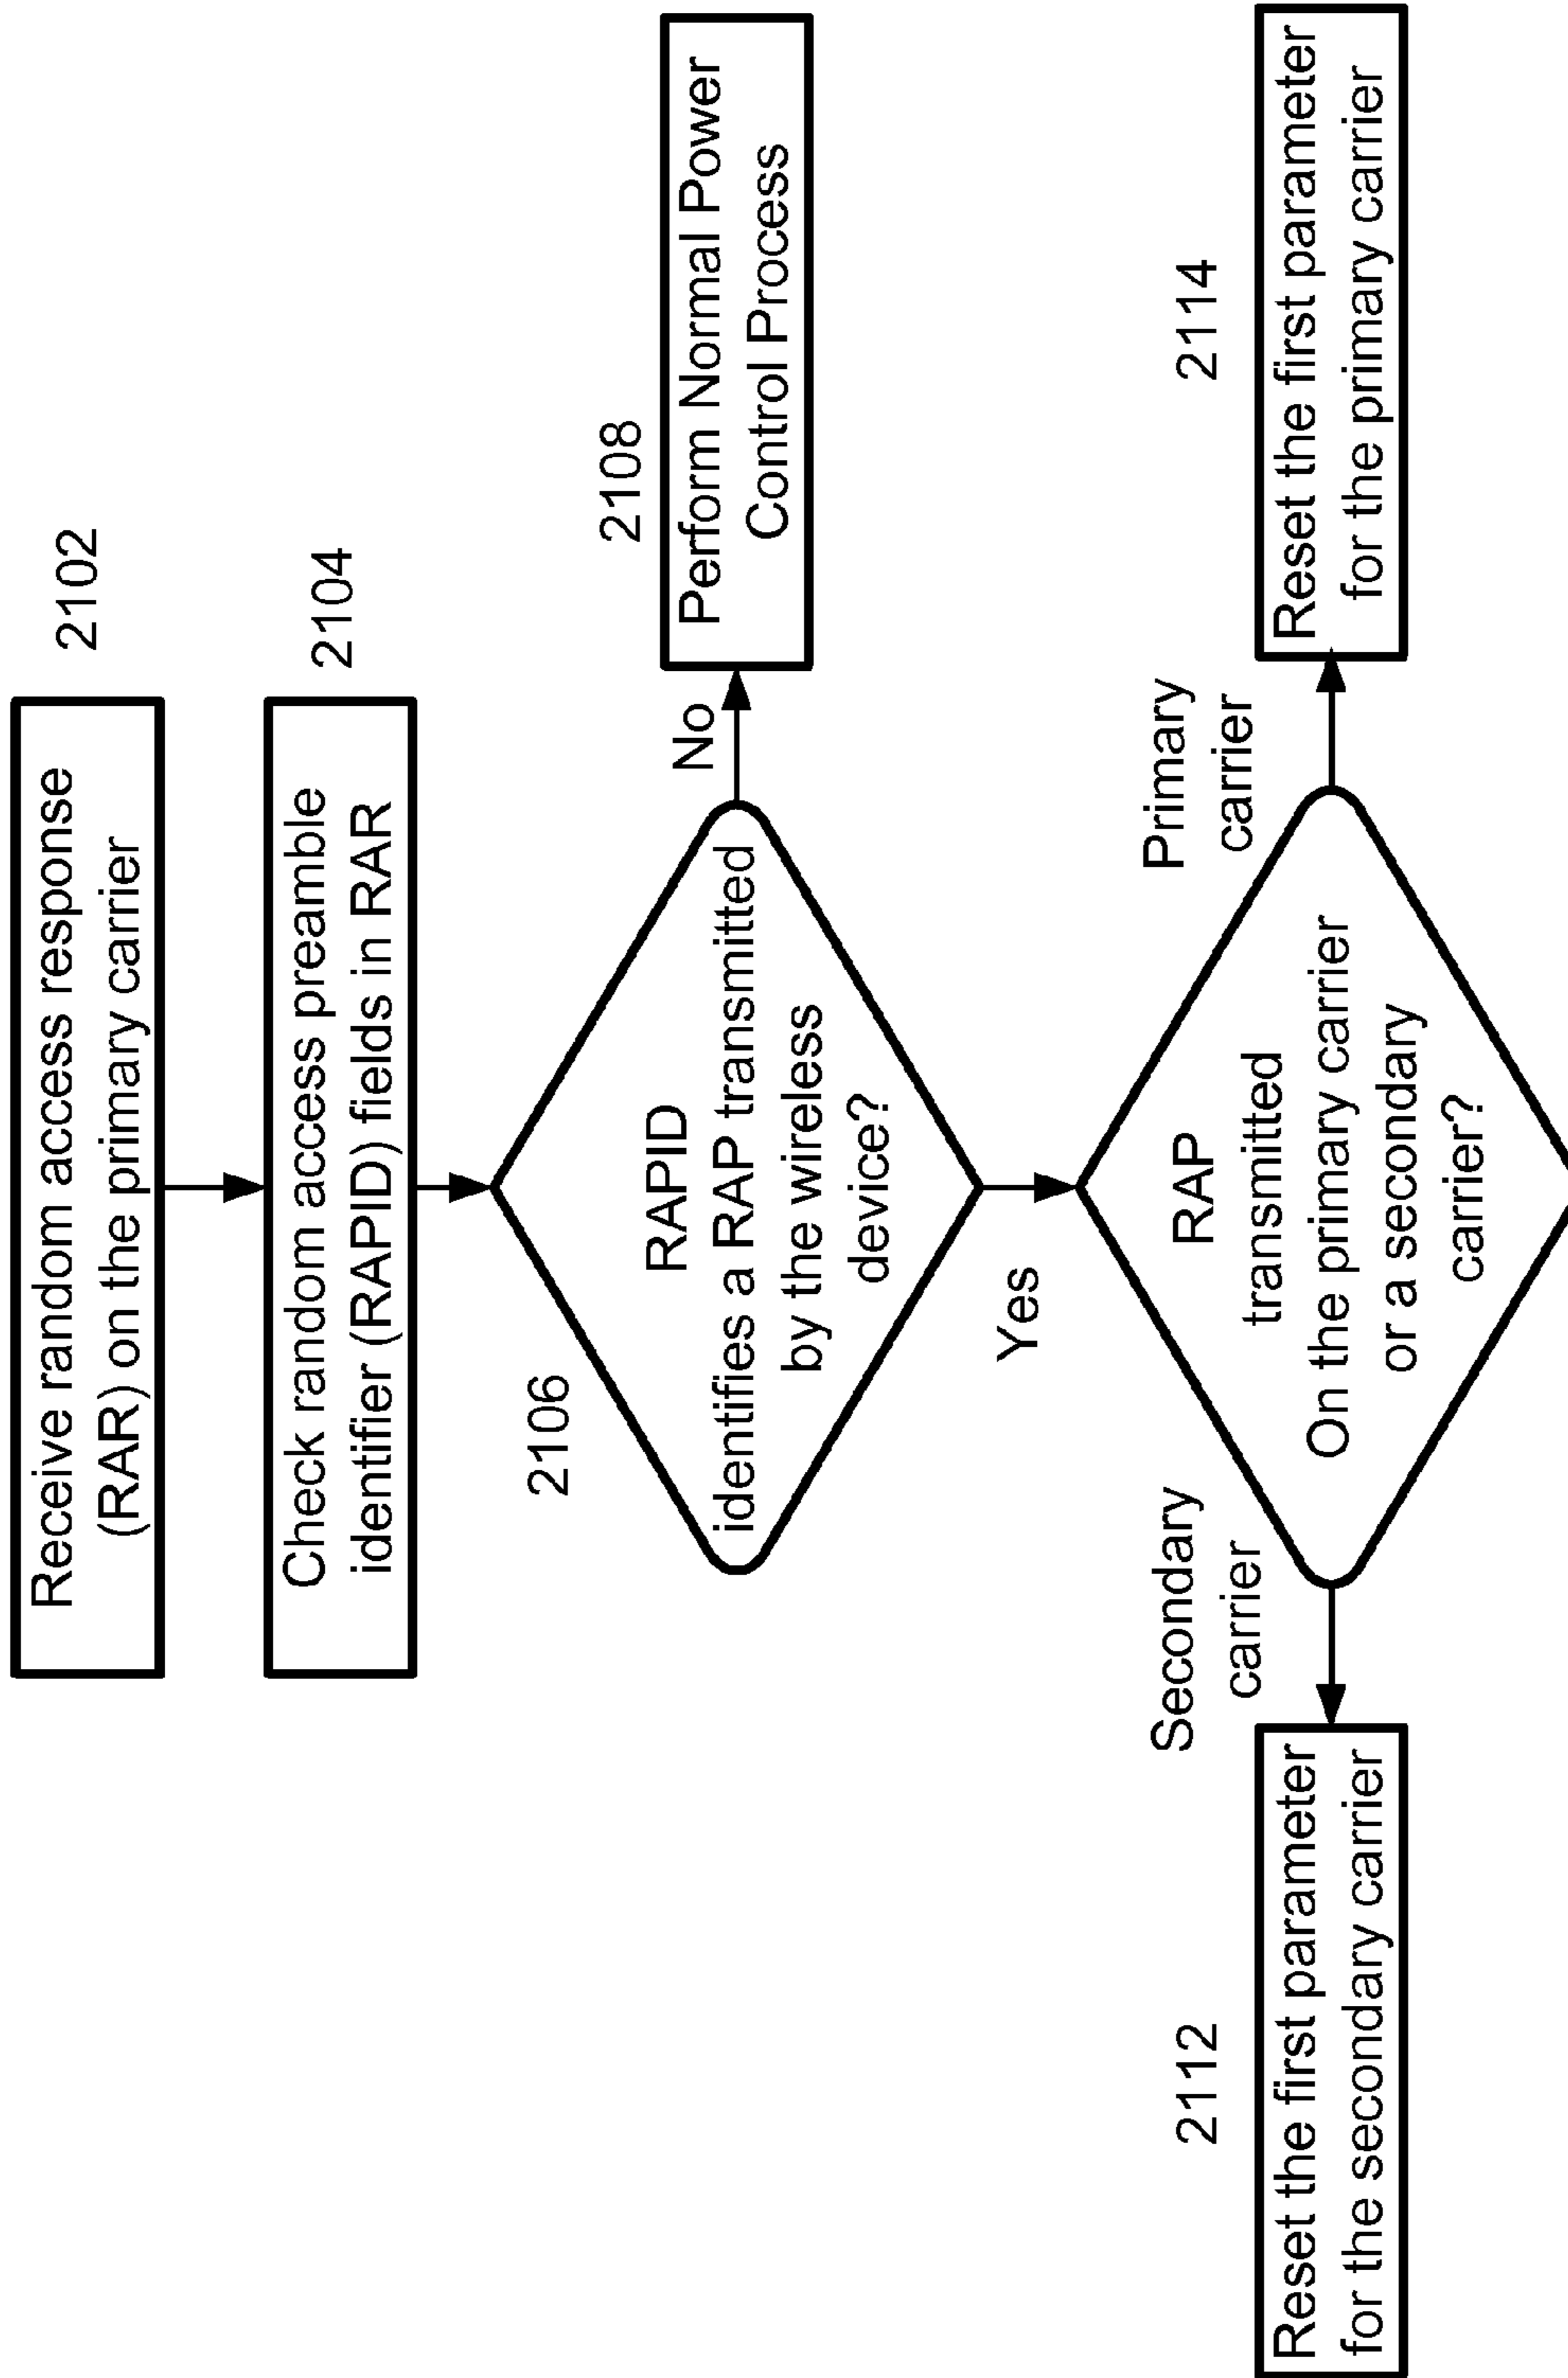 2102
Receive random access response
(RAR) on the primary carrier
2104
Check random access preamble
identifier (RAPID) fields in RAR
2106
RAPID
identifies a RAP transmitted
by the wireless
device?
No
2108
Perform Normal Power
Control Process
Yes
RAP
transmitted
On the primary carrier
or a secondary
carrier?
Secondary
carrier
2112
Reset the first parameter
for the secondary carrier
Primary
carrier
2114
Reset the first parameter
for the primary carrier